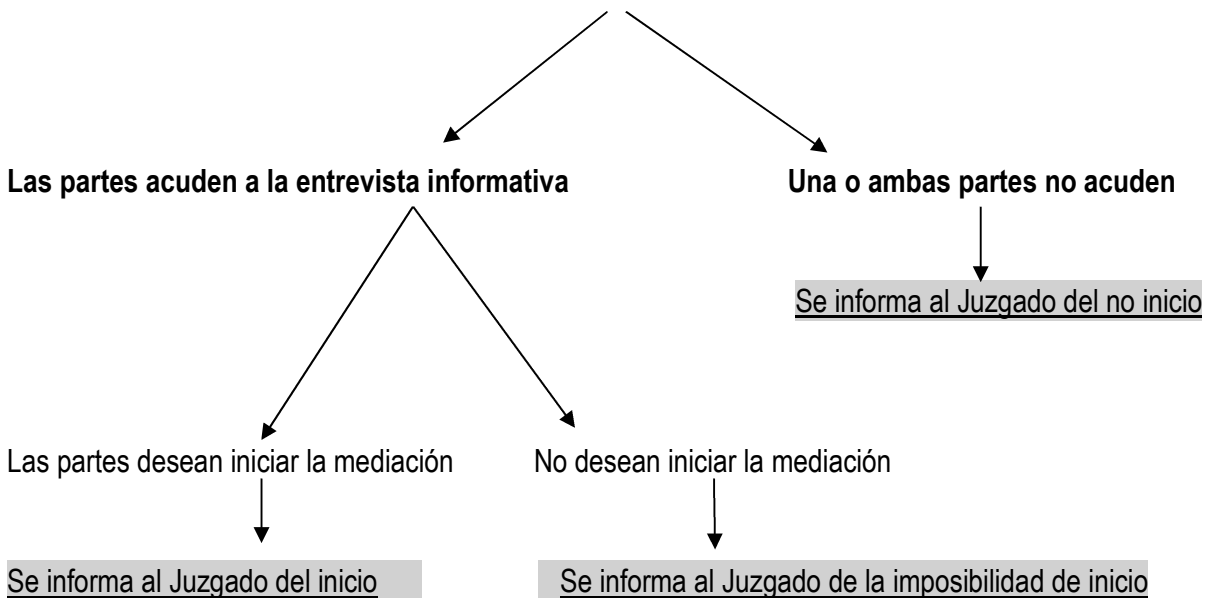 Las partes acuden a la entrevista informativa
Una o ambas partes no acuden
Se informa al Juzgado del no inicio
Las partes desean iniciar la mediación
No desean iniciar la mediación
Se informa al Juzgado del inicio
Se informa al Juzgado de la imposibilidad de inicio